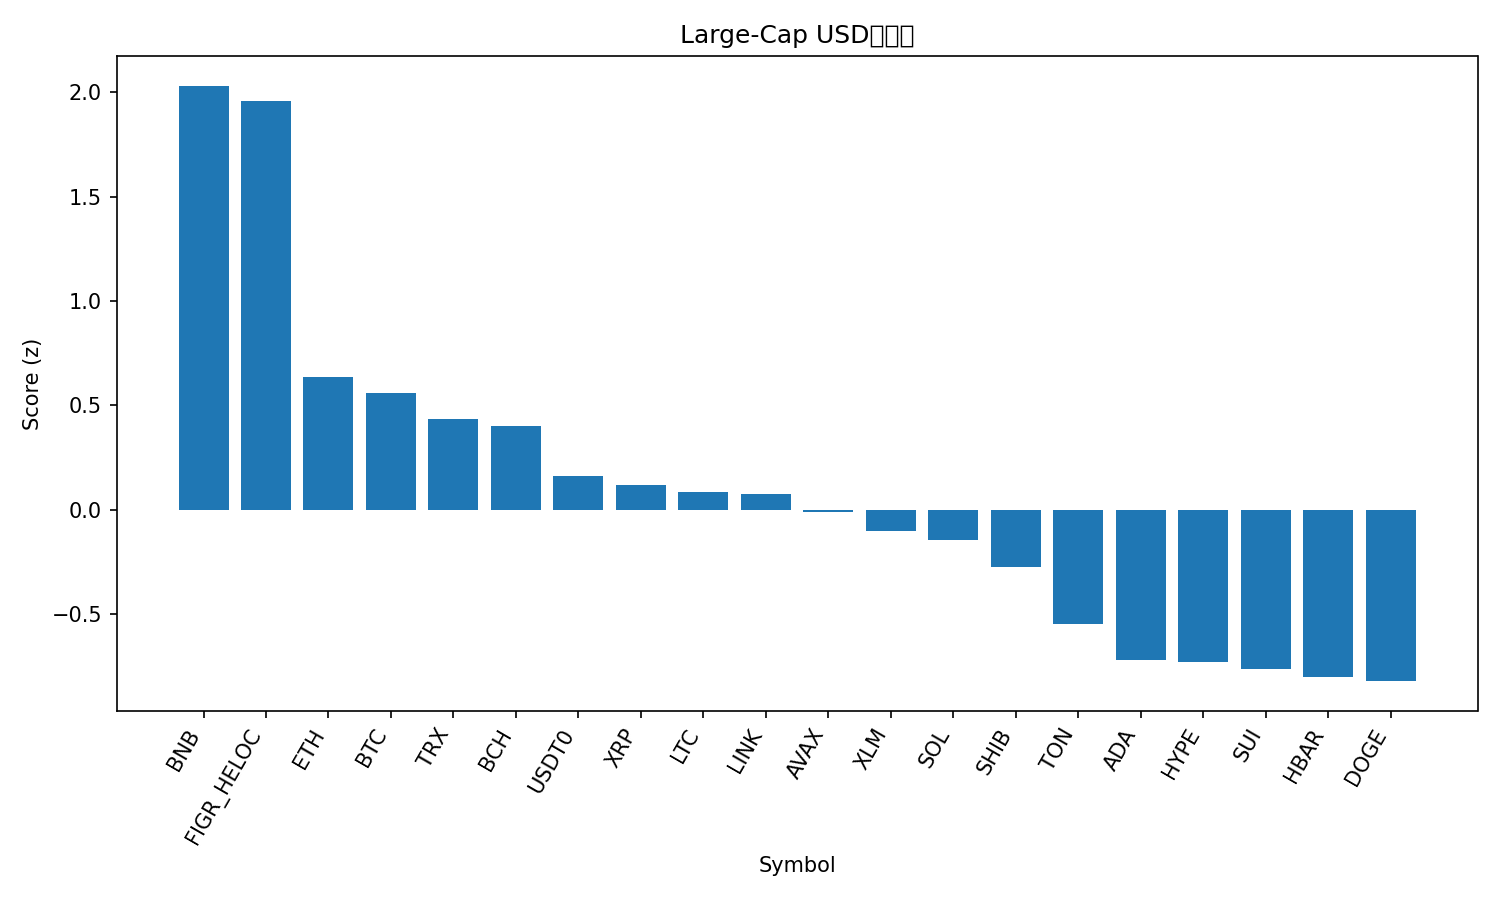 Large-Cap USD
Score (z)
2.0
1.5
1.0
0.5
0.0
−0.5
BNB
FIGR_HELOC
ETH
BTC
TRX
BCH
USDT0
XRP
LTC
LINK
AVAX
XLM
SOL
SHIB
TON
ADA
HYPE
SUI
HBAR
DOGE
Symbol